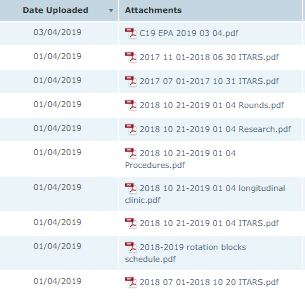 Date Uploaded Attachments
03/04/2019 C19 EPA 2019 03 04.pdf
01/04/2019 2017 11 01-2018 06 30 ITARS.pdf
01/04/2019 2017 07 01-2017 10 31 ITARS.pdf
01/04/2019 2018 10 21-2019 01 04 Rounds.pdf
01/04/2019 2018 10 21-2019 01 04 Research.pdf
01/04/2019 2018 10 21-2019 01 04
Procedures.pdf
01/04/2019 2018 10 21-2019 01 04 longitudinal
clinic.pdf
01/04/2019 2018 10 21-2019 01 04 ITARS.pdf
01/04/2019 2018-2019 rotation blocks
schedule.pdf
01/04/2019 2018 07 01-2018 10 20 ITARS.pdf